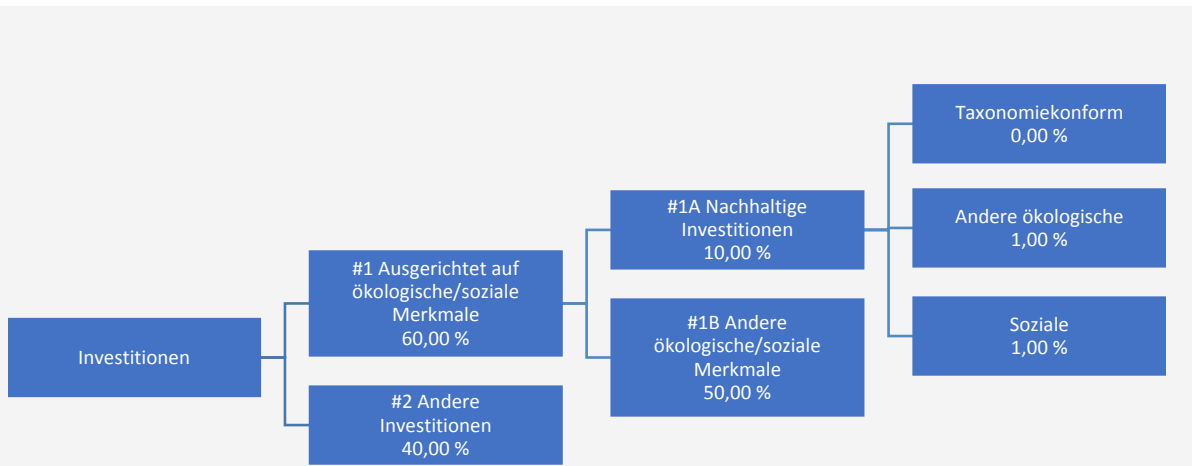 Investitionen
#1 Ausgerichtet auf
ökologische/soziale
Merkmale
60,00 %
#2 Andere
Investitionen
40,00 %
#1A Nachhaltige
Investitionen
10,00 %
#1B Andere
ökologische/soziale
Merkmale
50,00 %
Taxonomiekonform
0,00 %
Andere ökologische
1,00 %
Soziale
1,00 %